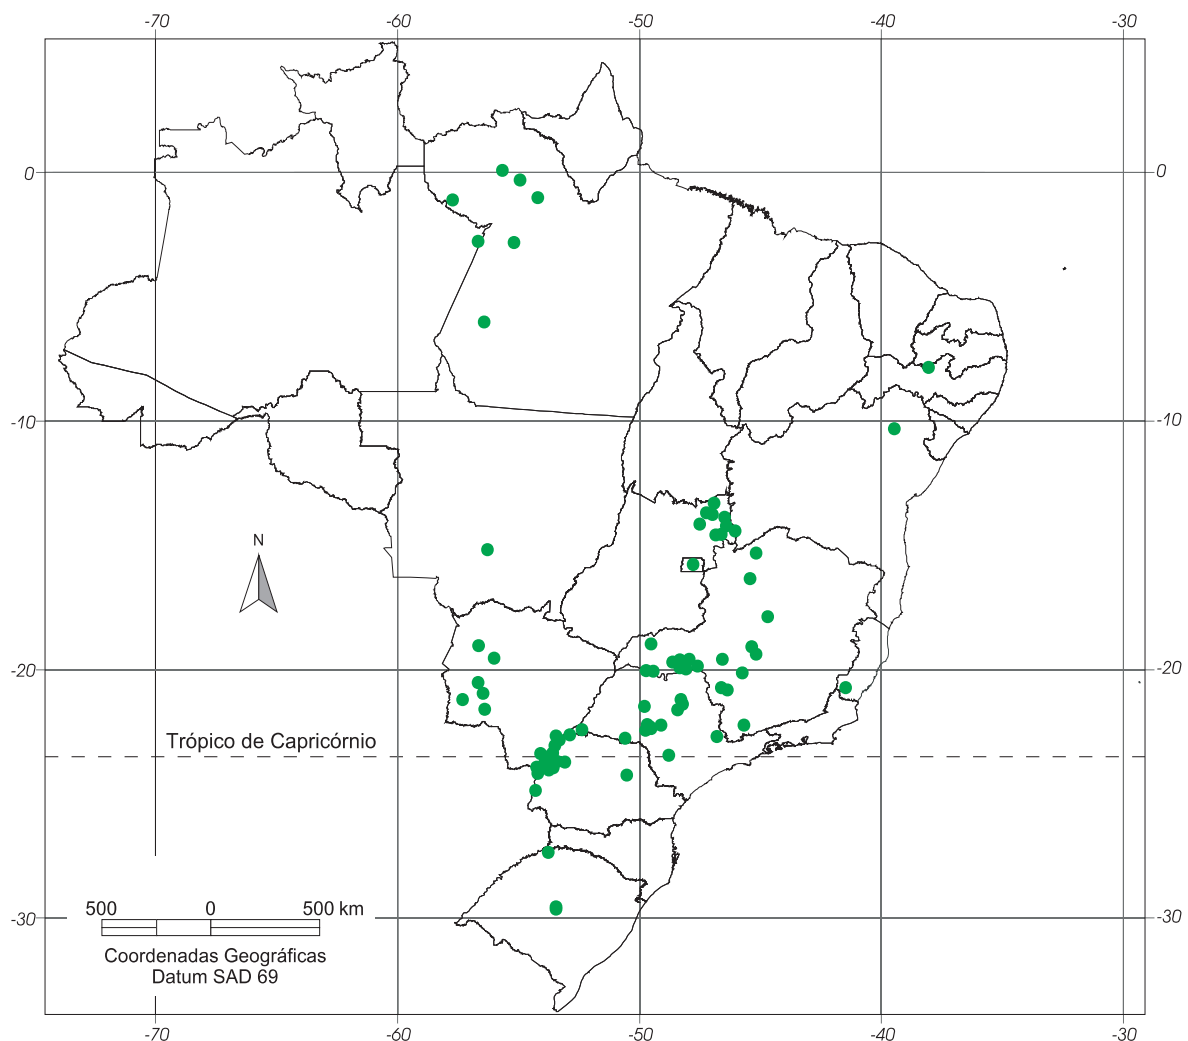 -70 -60 -50 -40 -30
0 0
-10 -10
N
-20 -20
Trópico de Capricórnio
500 0 500 km
-30 -30
Coordenadas Geográficas
Datum SAD 69
-70 -60 -50 -40 -30